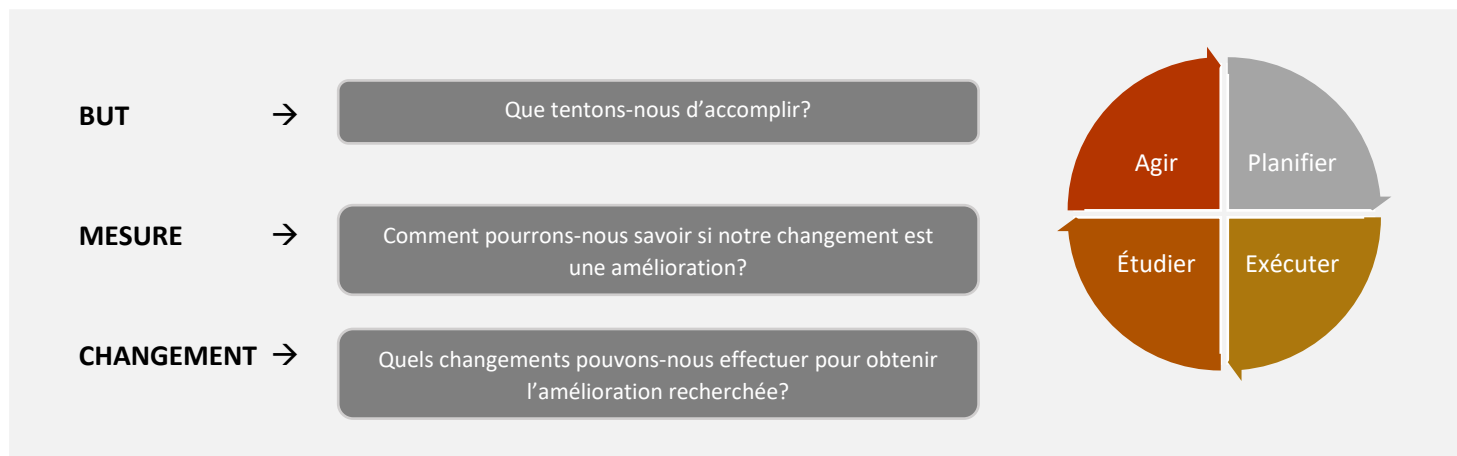 BUT → Que tentons-nous d'accomplir?
MESURE → Comment pourrons-nous savoir si notre changement est
une amélioration?
CHANGEMENT → Quels changements pouvons-nous effectuer pour obtenir
l'amélioration recherchée?
Agir Planifier
Étudier Exécuter